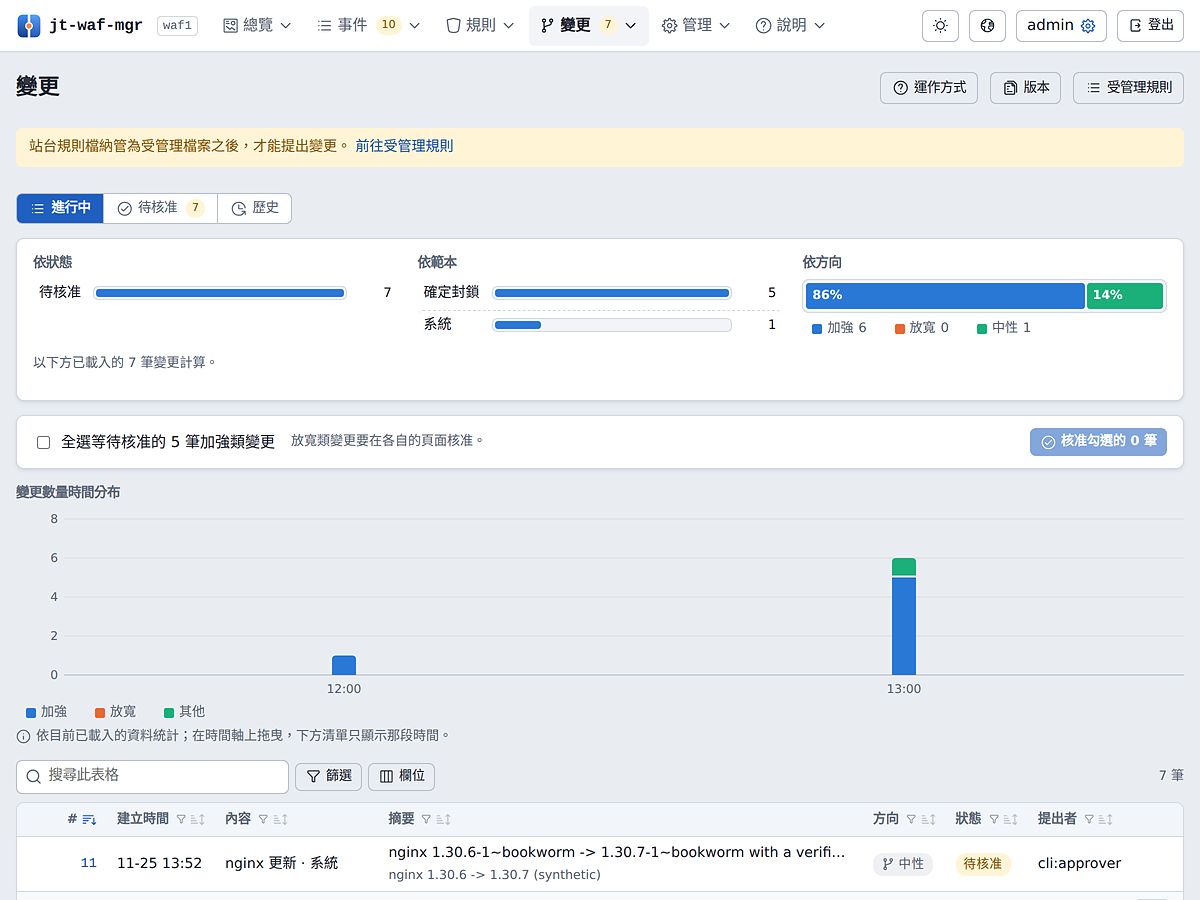 jt-waf-mgr waf1 總覽 事件 10 規則 變更 7 管理 說明 admin 登出
變更 運作方式 版本 受管理規則
站台規則檔納管為受管理檔案之後，才能提出變更。 前往受管理規則
進行中 待核准 7 歷史
依狀態 依範本 依方向
待核准 7 確定封鎖 5 86% 14%
系統 1 加強 6 放寬 0 中性 1
以下方已載入的 7 筆變更計算。
全選等待核准的 5 筆加強類變更 放寬類變更要在各自的頁面核准。 核准勾選的 0 筆
變更數量時間分布
8
6
4
2
0
12:00 13:00
加強 放寬 其他
依目前已載入的資料統計；在時間軸上拖曳，下方清單只顯示那段時間。
搜尋此表格 篩選 欄位 7 筆
# 建立時間 內容 摘要 方向 狀態 提出者
11 11-25 13:52 nginx 更新 · 系統 nginx 1.30.6-1~bookworm -> 1.30.7-1~bookworm with a verifi… 中性 待核准 cli:approver
nginx 1.30.6 -> 1.30.7 (synthetic)